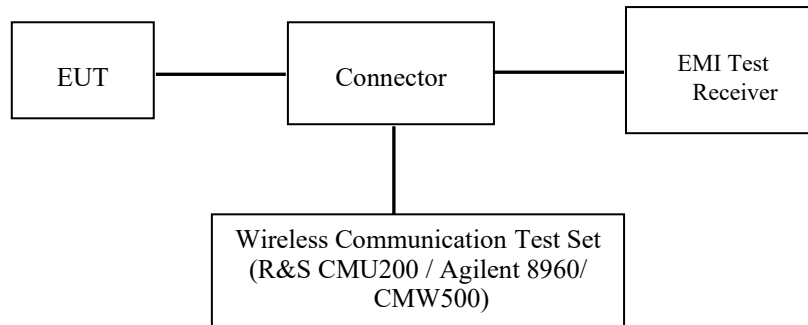 EUT
Connector
EMI Test
Receiver
Wireless Communication Test Set
(R&S CMU200 / Agilent 8960/
CMW500)